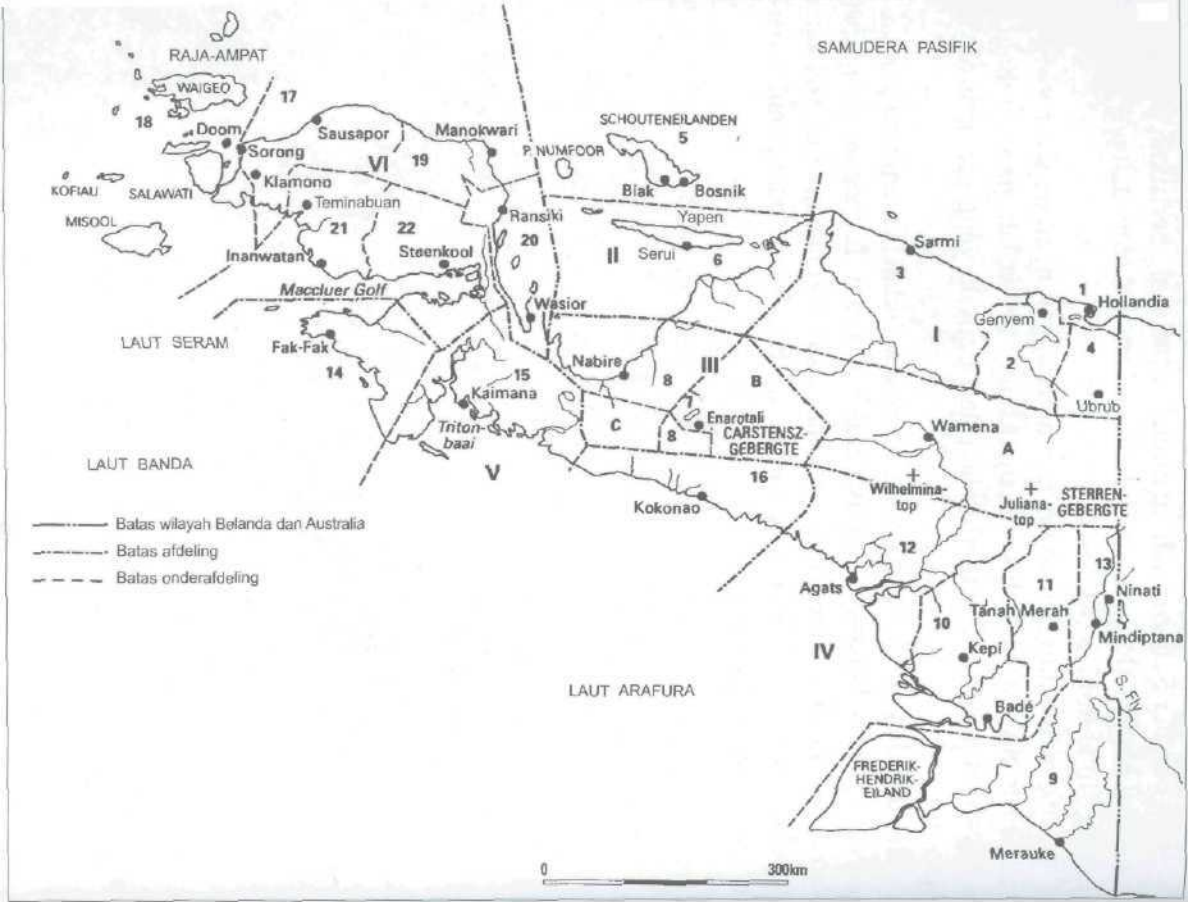 RAJA-AMPAT
SAMUDERA PASIFIK
WAIGEO
17
18
Doom
Sausapor
Manokwari
SCHOUTENEILANDEN
5
Sorong
VI
19
P. NUMFOOR
Klamono
KOFIAU
SALAWATI
Biak
Bosnik
MISOOL
Teminabuan
Ransiki
Yapen
21
22
20
II
Serui
6
Sarmi
3
Inanwatan
Steenkool
Maccluer Golf
1
Hollandia
Wasior
Genyem
I
4
LAUT SERAM
Fak-Fak
14
Nabire
8
III
B
2
15
Kaimana
7
Ubrub
Triton-
baai
C
8
Enarotali
CARSTENSZ-
GEBERGTE
Wamena
A
LAUT BANDA
V
16
Wilhelmina-
top
Juliana-
top
STERREN-
GEBERGTE
Kokonao
Batas wilayah Belanda dan Australia
Batas afdeling
Batas onderafdeling
12
13
Agats
11
Ninati
10
Tanah Merah
Mindiptana
IV
Kepi
LAUT ARAFURA
S. Fly
Badé
FREDERIK-
HENDRIK-
EILAND
9
Merauke
0
300km